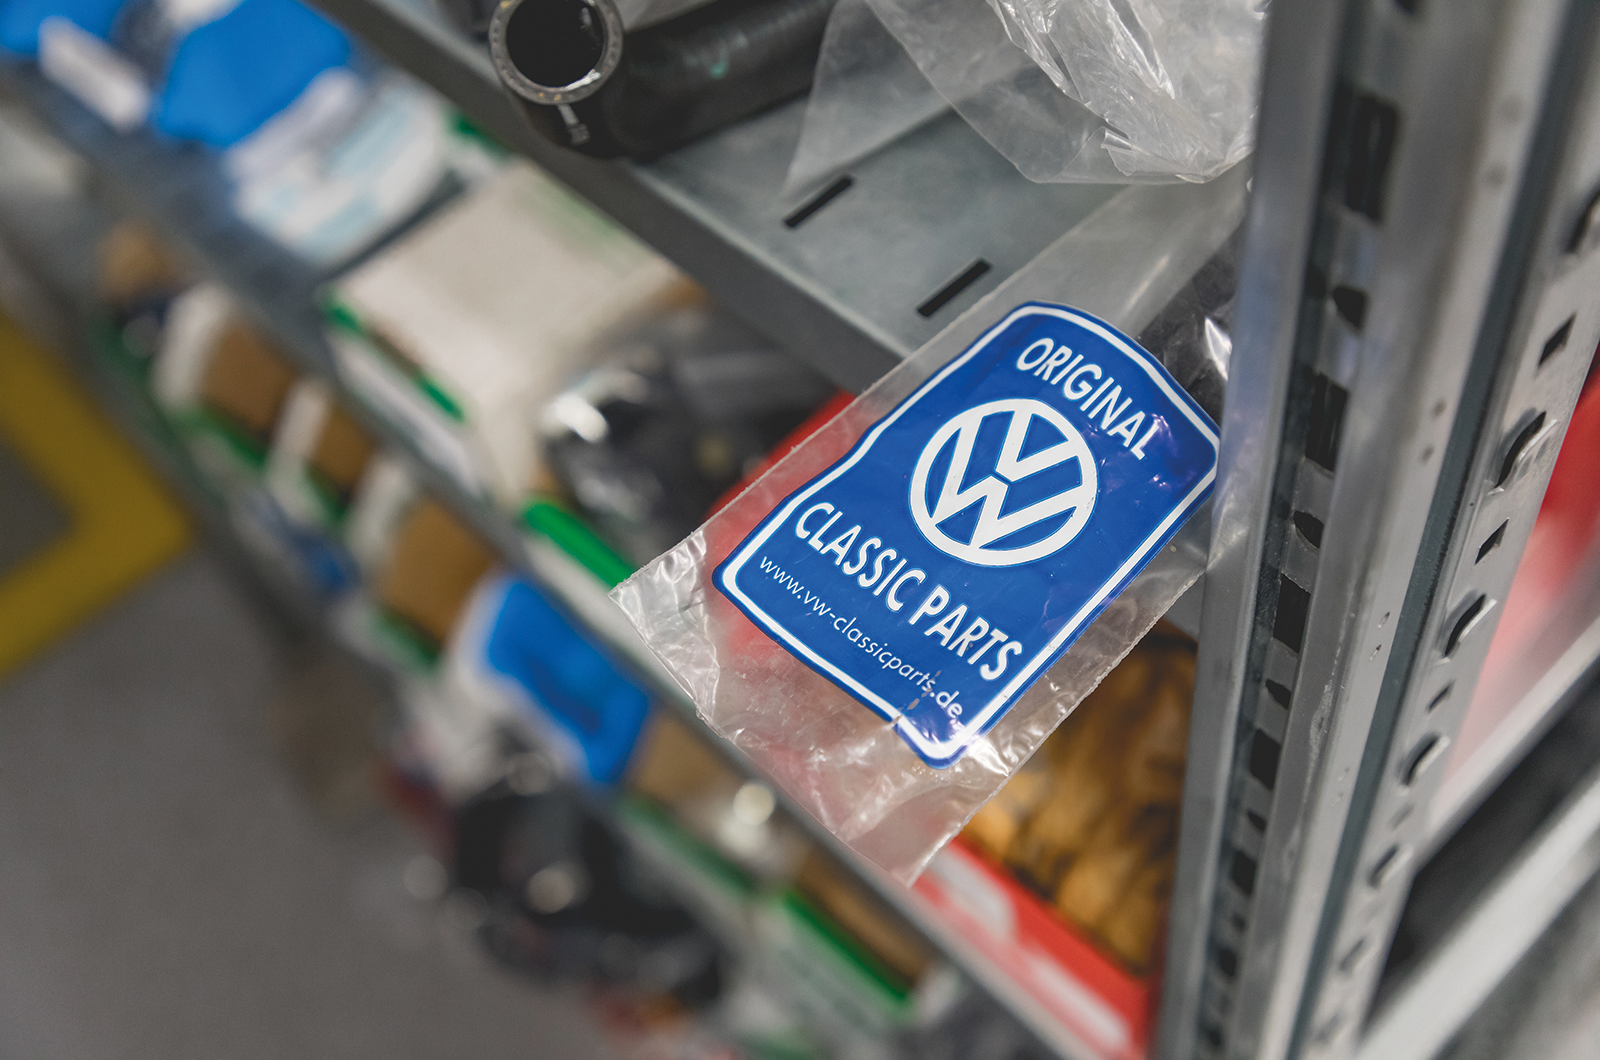 ORIGINAL
VW
CLASSIC PARTS
www.vw-classicparts.de